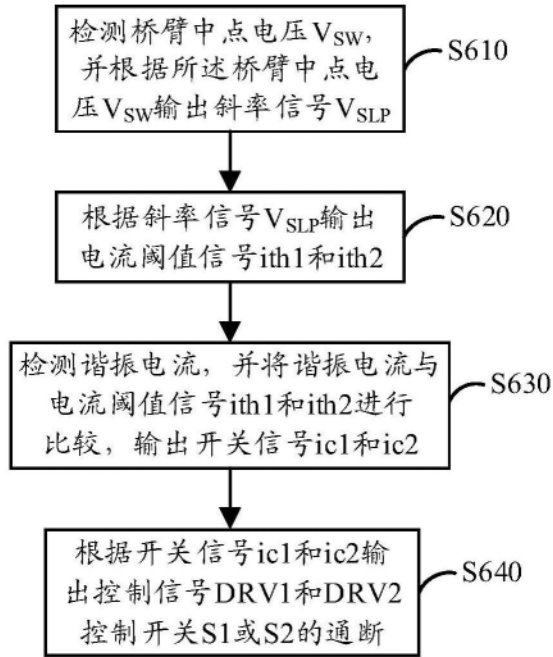 检测桥臂中点电压VSW，
并根据所述桥臂中点电
压VSW输出斜率信号VSLP
S610
根据斜率信号VSLP输出
电流阈值信号ith1和ith2
S620
检测谐振电流，并将谐振电流与
电流阈值信号ith1和ith2进行
比较，输出开关信号ic1和ic2
S630
根据开关信号ic1和ic2输
出控制信号DRV1和DRV2
控制开关S1或S2的通断
S640